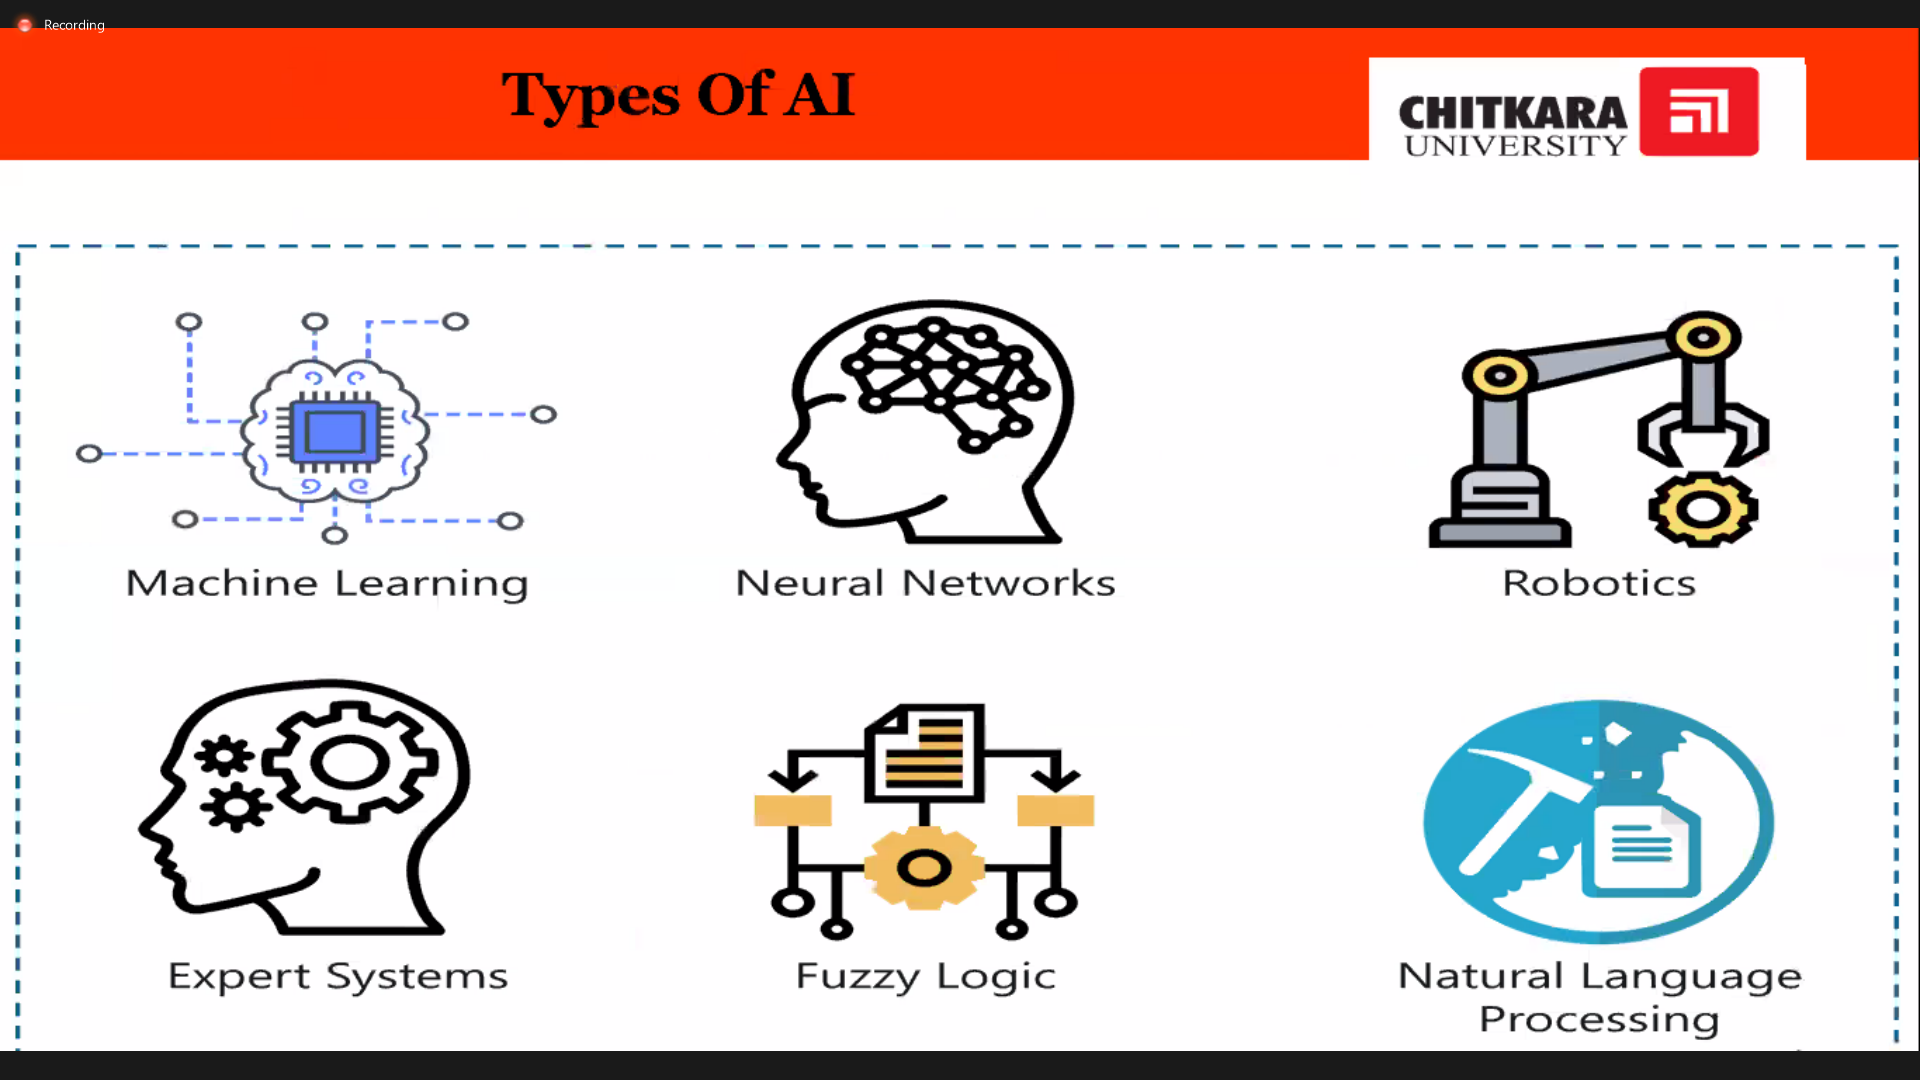 Recording
Types Of AI
CHITKARA
UNIVERSITY
Machine Learning
Neural Networks
Robotics
Expert Systems
Fuzzy Logic
Natural Language
Processing